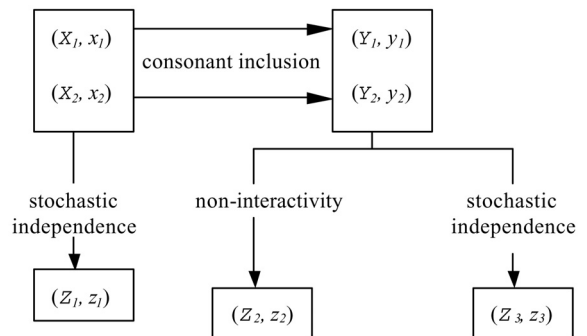 (X1, x1)
(Y1, y1)
consonant inclusion
(X2, x2)
(Y2, y2)
stochastic
independence
non-interactivity
stochastic
independence
(Z1, z1)
(Z2, z2)
(Z3, z3)